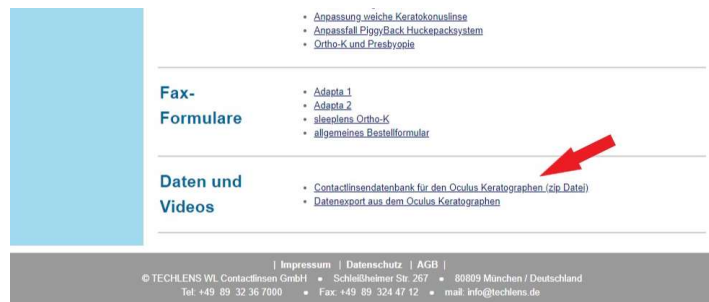 Anpassung weiche Keratokonuslinse
Anpassfall PiggyBack Huckepacksystem
Ortho-K und Presbyopie
Fax-
Formulare
Adapta 1
Adapta 2
sleeplens Ortho-K
allgemeines Bestellformular
Daten und
Videos
Contactlinsendatenbank für den Oculus Keratographen (zip Datei)
Datenexport aus dem Oculus Keratographen
| Impressum | Datenschutz | AGB |
© TECHLENS WL Contactlinsen GmbH • Schleißheimer Str. 267 • 80809 München / Deutschland
Tel: +49 89 32 36 7000 • Fax: +49 89 324 47 12 • mail: info@techlens.de